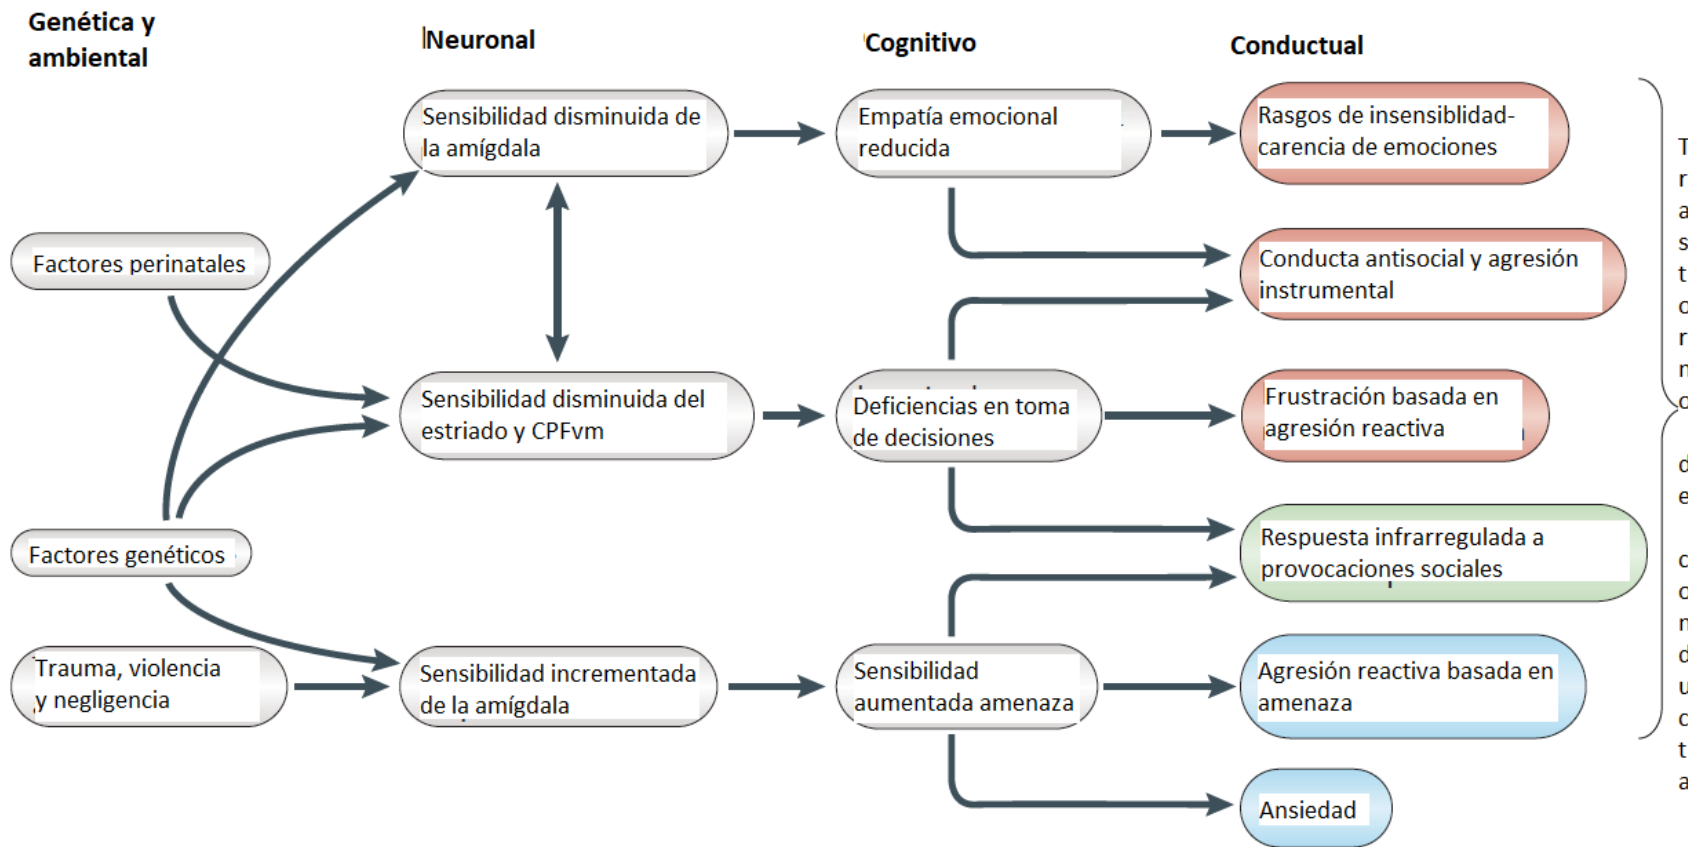 Genética y
ambiental
Neuronal
Cognitivo
Conductual
Sensibilidad disminuida de
la amígdala
Empatía emocional
reducida
Rasgos de insensiblidad-
carencia de emociones
Factores perinatales
Conducta antisocial y agresión
instrumental
Sensibilidad disminuida del
estriado y CPFvm
Deficiencias en toma
de decisiones
Frustración basada en
agresión reactiva
Factores genéticos
Respuesta infrarregulada a
provocaciones sociales
Trauma, violencia
y negligencia
Sensibilidad incrementada
de la amígdala
Sensibilidad
aumentada amenaza
Agresión reactiva basada en
amenaza
Ansiedad